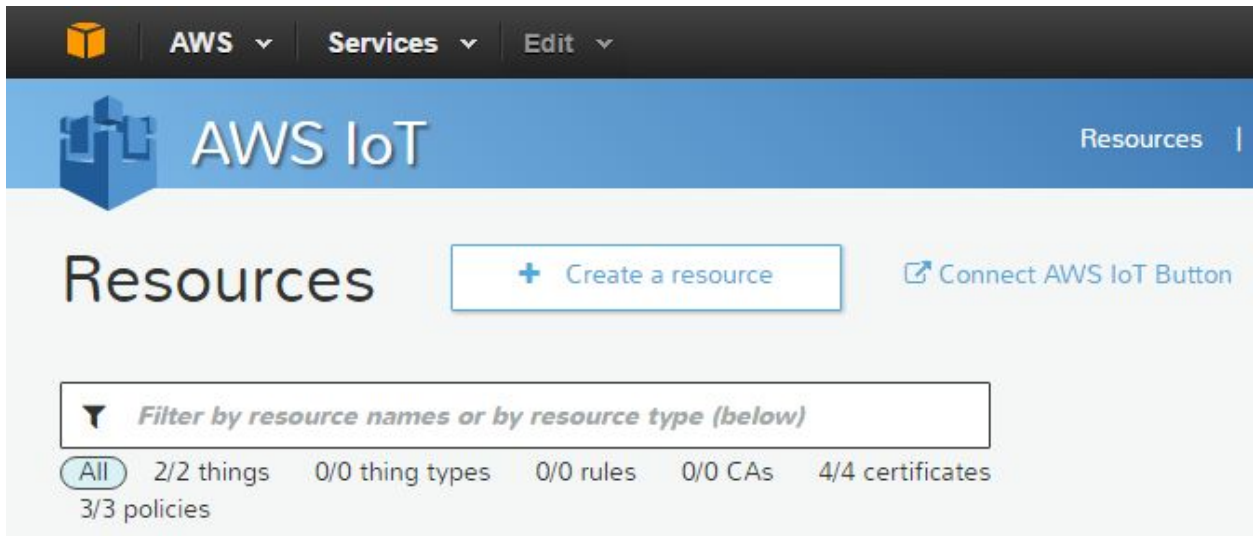 AWS Services Edit
AWS IoT
Resources |
Resources
+ Create a resource
Connect AWS IoT Button
Filter by resource names or by resource type (below)
All 2/2 things 0/0 thing types 0/0 rules 0/0 CAs 4/4 certificates
3/3 policies